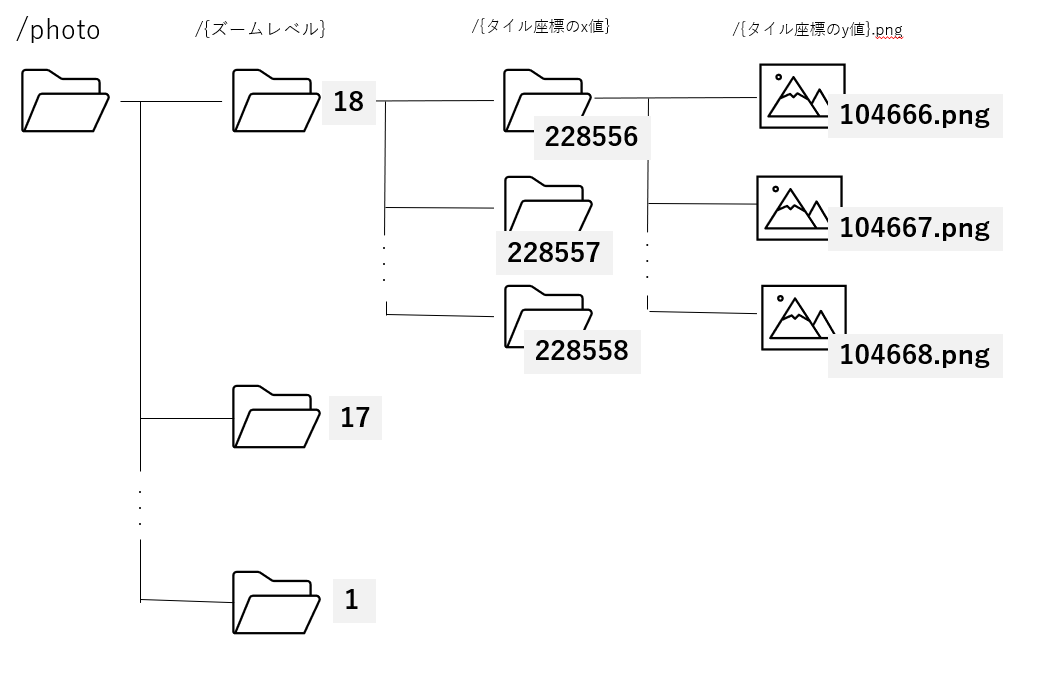 /photo
/{ズームレベル}
/{タイル座標のx値}
/{タイル座標のy値}.png
18
228556
104666.png
228557
104667.png
228558
104668.png
17
1